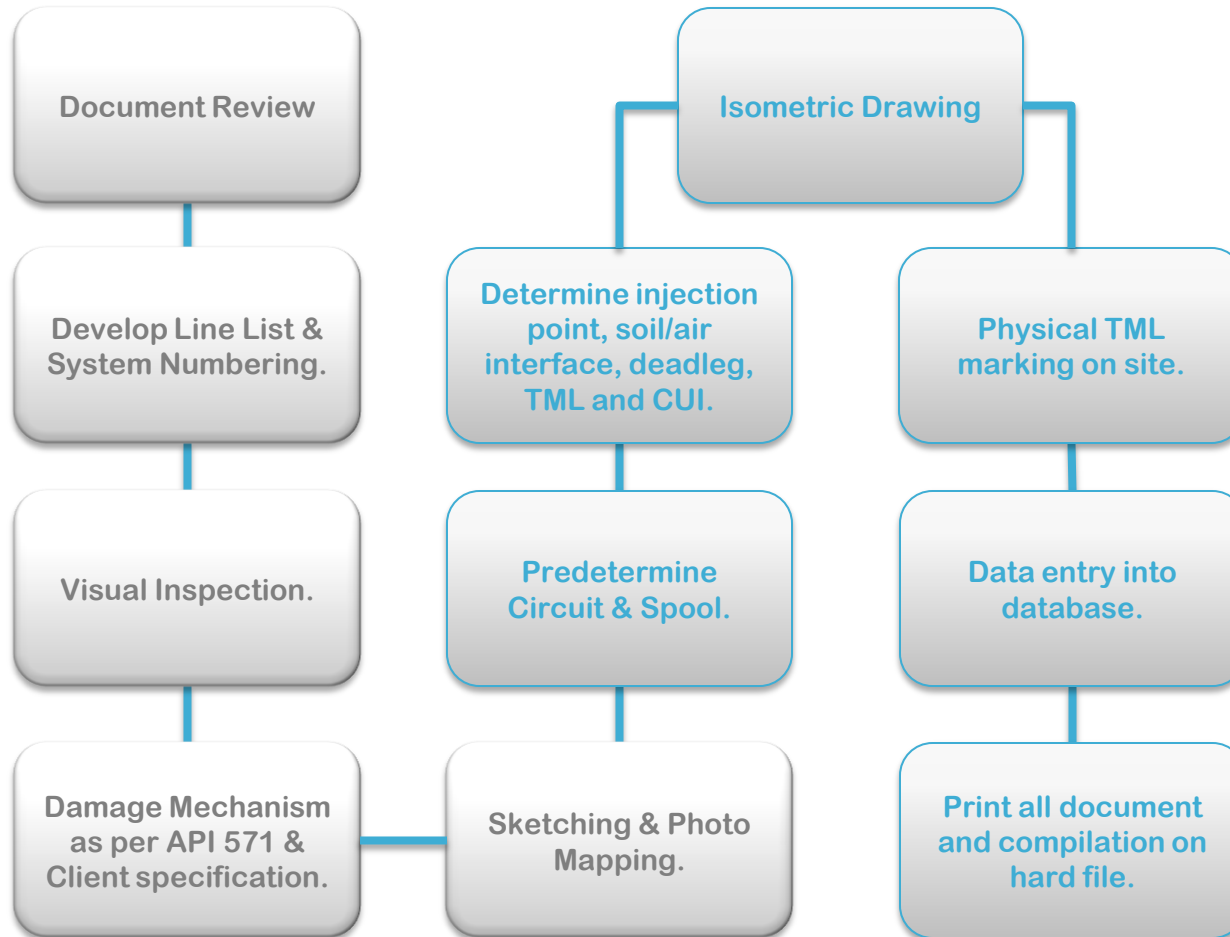 Document Review
Develop Line List &
System Numbering.
Visual Inspection.
Damage Mechanism
as per API 571 &
Client specification.
Sketching & Photo
Mapping.
Predetermine
Circuit & Spool.
Determine injection
point, soil/air
interface, deadleg,
TML and CUI.
Isometric Drawing
Physical TML
marking on site.
Data entry into
database.
Print all document
and compilation on
hard file.